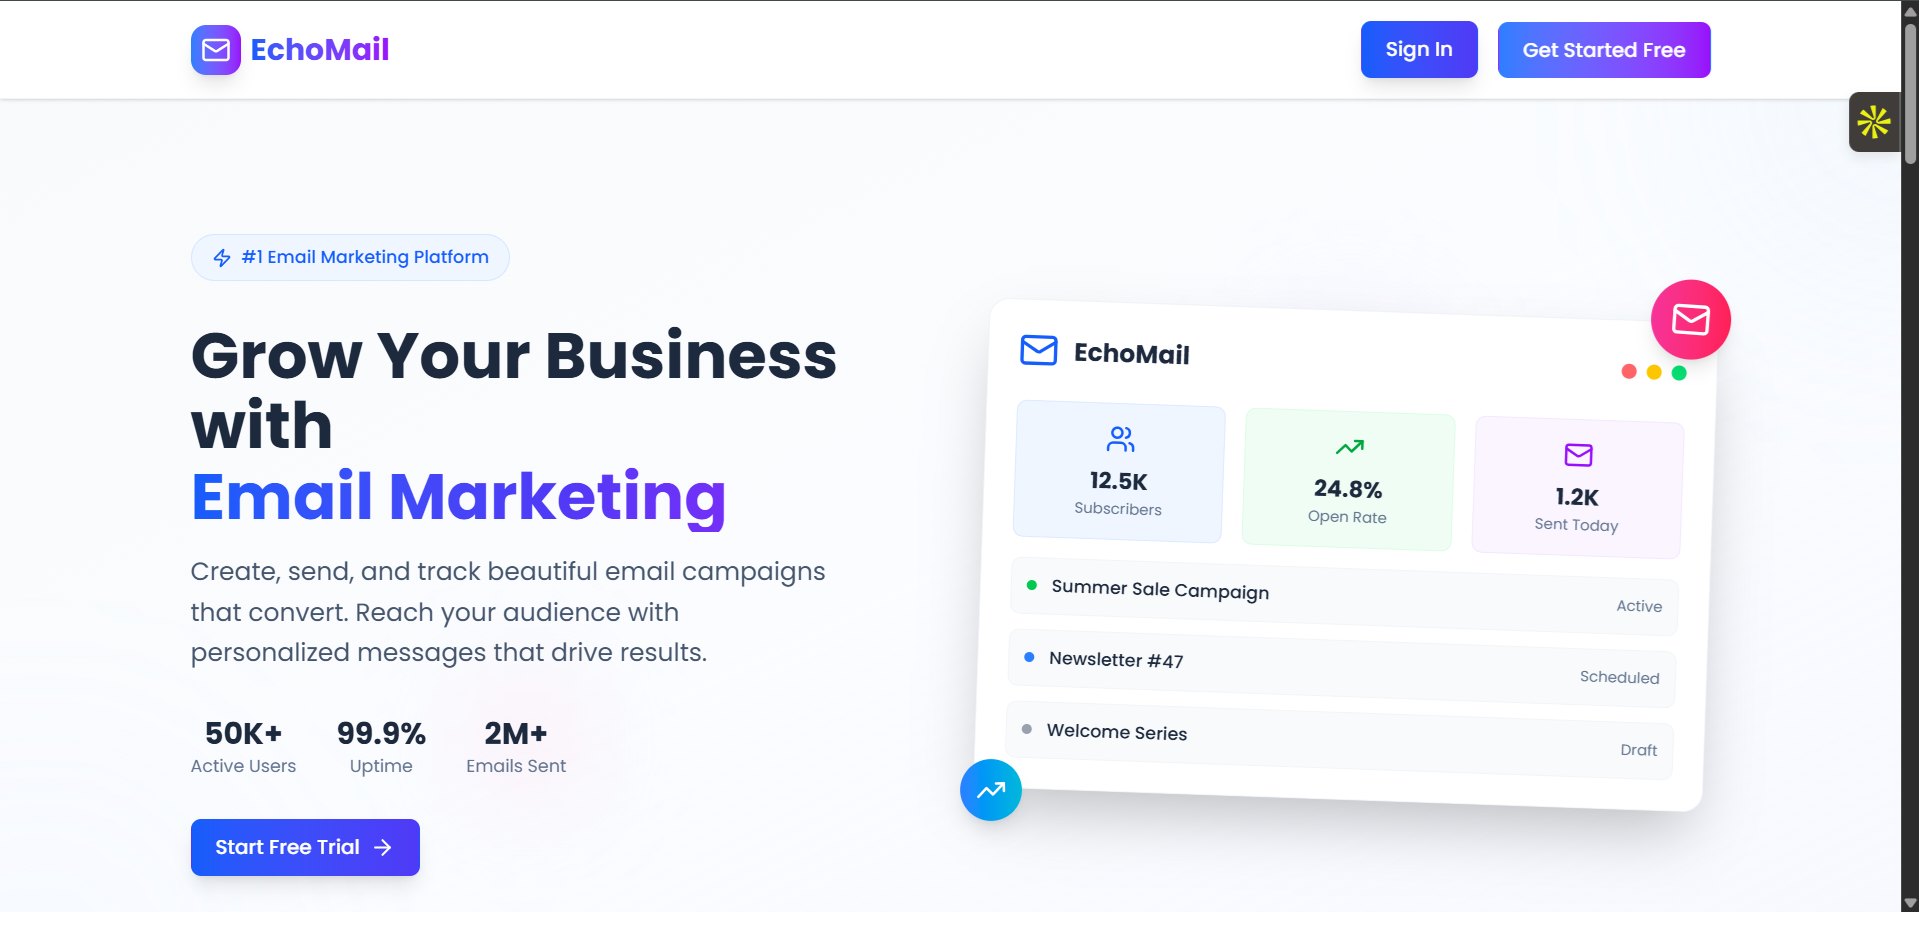 EchoMail
Sign In
Get Started Free
#1 Email Marketing Platform
Grow Your Business
with
Email Marketing
Create, send, and track beautiful email campaigns
that convert. Reach your audience with
personalized messages that drive results.
50K+
Active Users
99.9%
Uptime
2M+
Emails Sent
Start Free Trial
EchoMail
12.5K
Subscribers
24.8%
Open Rate
1.2K
Sent Today
Summer Sale Campaign
Active
Newsletter #47
Scheduled
Welcome Series
Draft